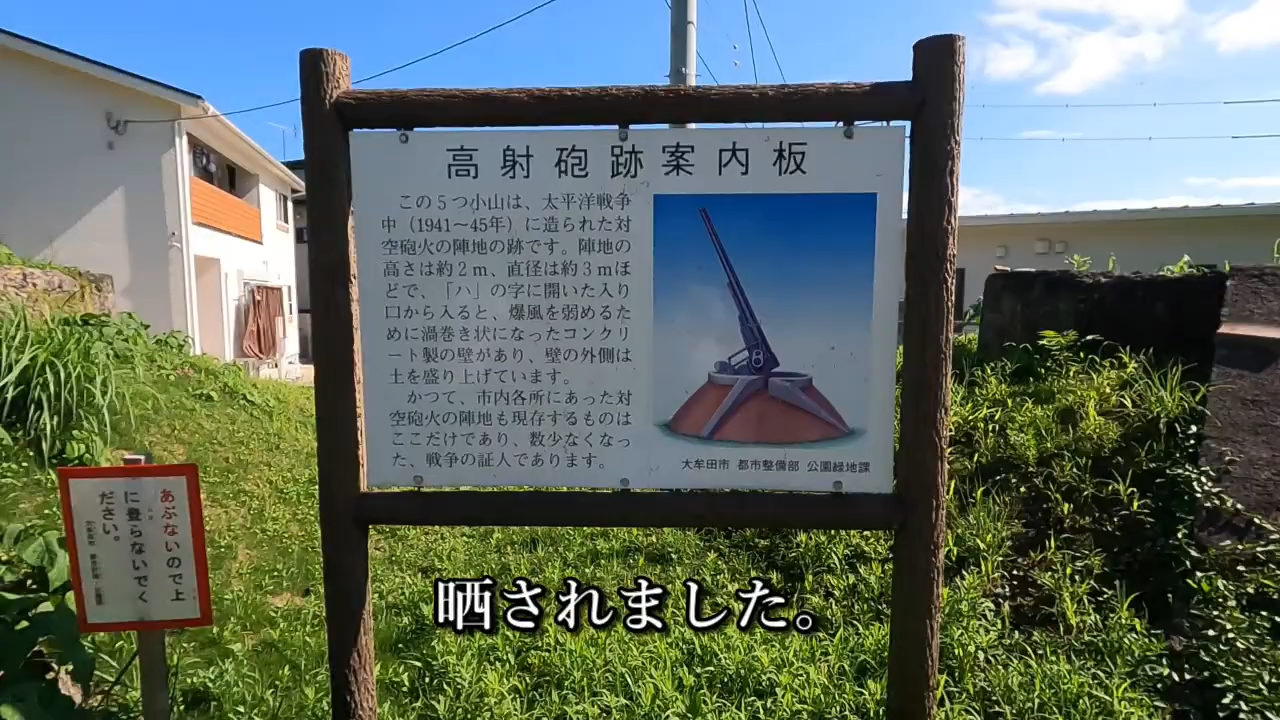 高射砲跡案内板
この５つ小山は、太平洋戦争
中（1941〜45年）に造られた対
空砲火の陣地の跡です。陣地の
高さは約２ｍ、直径は約３ｍほ
どで、「ハ」の字に開いた入り
口から入ると、爆風を弱めるた
めに渦巻き状になったコンクリ
ート製の壁があり、壁の外側は
土を盛り上げています。
かつて、市内各所にあった対
空砲火の陣地も現存するものは
ここだけであり、数少なくなっ
た、戦争の証人であります。
大牟田市 都市整備部 公園緑地課
あぶないので上
に登らないでく
ださい。
晒されました。